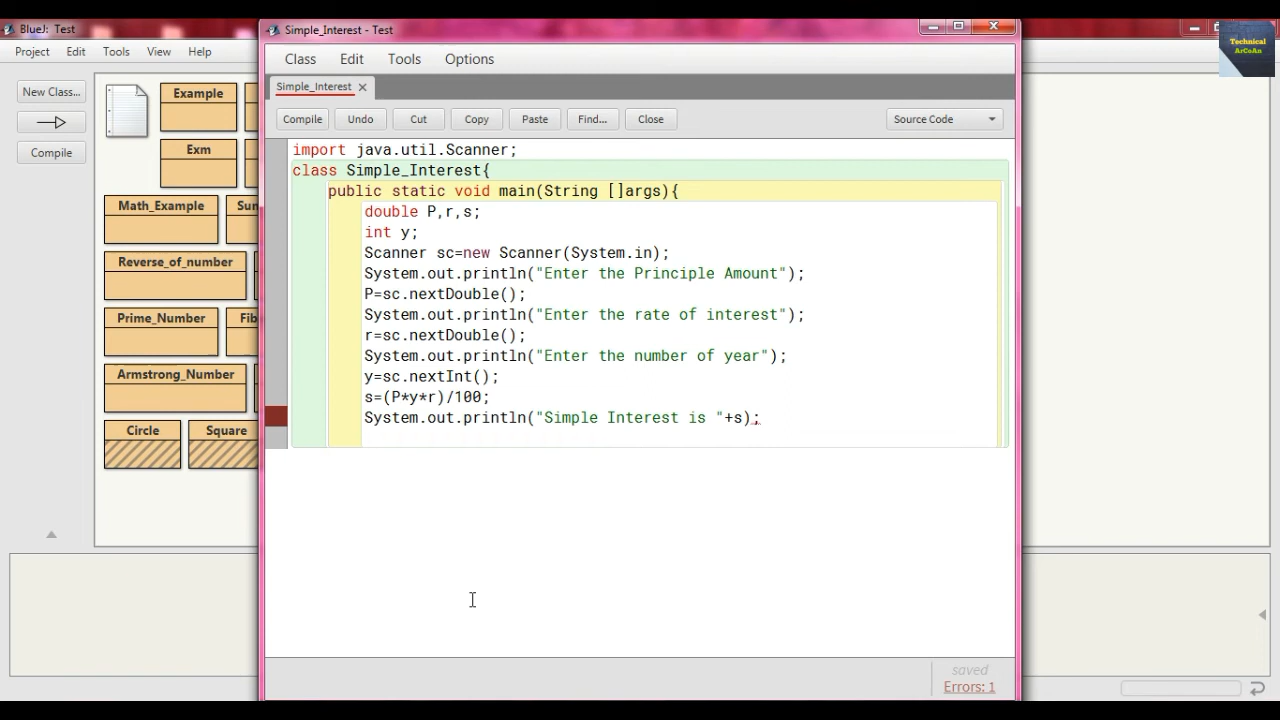 BlueJ: Test
Project Edit Tools View Help
New Class...
Compile
Example
Exm
Math_Example
Sun
Reverse_of_number
Prime_Number
Fib
Armstrong_Number
Circle
Square
Simple_Interest - Test
Class Edit Tools Options
Simple_Interest
Compile Undo Cut Copy Paste Find... Close Source Code
import java.util.Scanner;
class Simple_Interest{
public static void main(String []args){
double P,r,s;
int y;
Scanner sc=new Scanner(System.in);
System.out.println("Enter the Principle Amount");
P=sc.nextDouble();
System.out.println("Enter the rate of interest");
r=sc.nextDouble();
System.out.println("Enter the number of year");
y=sc.nextInt();
s=(P*y*r)/100;
System.out.println("Simple Interest is "+s);
saved
Errors: 1
Technical
ArCoAn